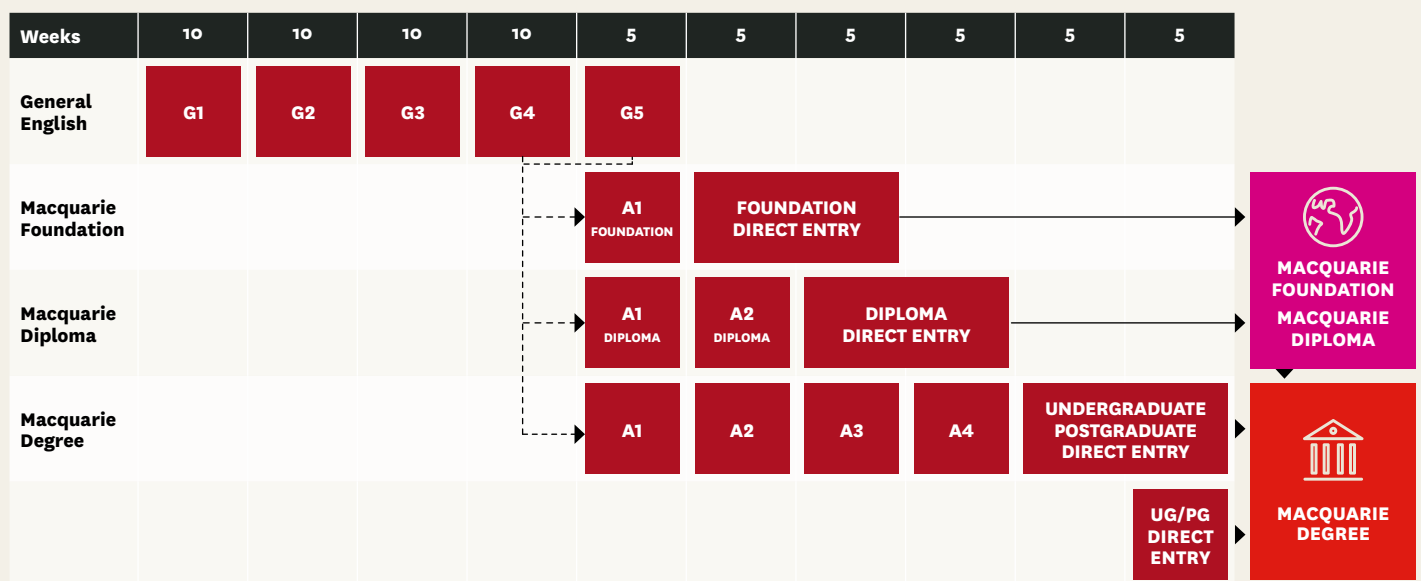 Weeks 10 10 10 10 5 5 5 5 5 5
General
English
G1 G2 G3 G4 G5
Macquarie
Foundation
A1
FOUNDATION
FOUNDATION
DIRECT ENTRY
Macquarie
Diploma
A1
DIPLOMA
A2
DIPLOMA
DIPLOMA
DIRECT ENTRY
MACQUARIE
FOUNDATION
MACQUARIE
DIPLOMA
Macquarie
Degree
A1 A2 A3 A4
UNDERGRADUATE
POSTGRADUATE
DIRECT ENTRY
UG/PG
DIRECT
ENTRY
MACQUARIE
DEGREE